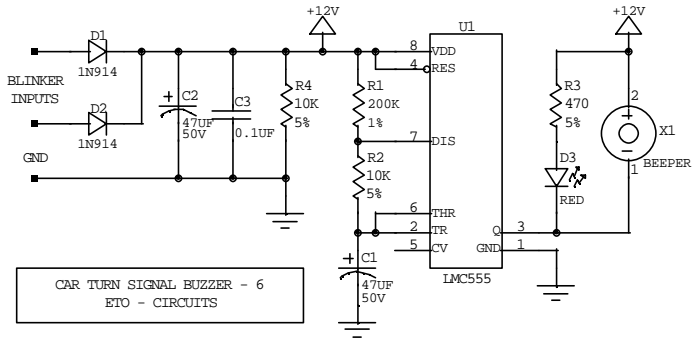 +12V
+12V
U1
D1
1N914
BLINKER
INPUTS
D2
1N914
GND
+
C2
47UF
50V
C3
0.1UF
R4
10K
5%
R1
200K
1%
R2
10K
5%
+
C1
47UF
50V
8
VDD
4
RES
7
DIS
6
THR
2
TR
5
CV
Q
3
GND
1
LMC555
R3
470
5%
D3
RED
2
+
X1
−
1
BEEPER
CAR TURN SIGNAL BUZZER - 6
ETO - CIRCUITS